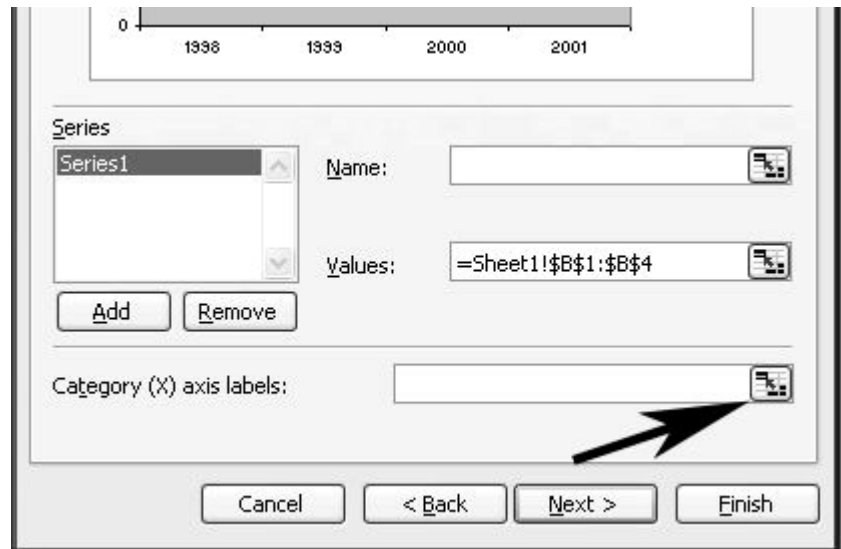 0
1998 1999 2000 2001
Series
Series1
Name:
Values: =Sheet1!$B$1:$B$4
Add Remove
Category (X) axis labels:
Cancel < Back Next > Finish